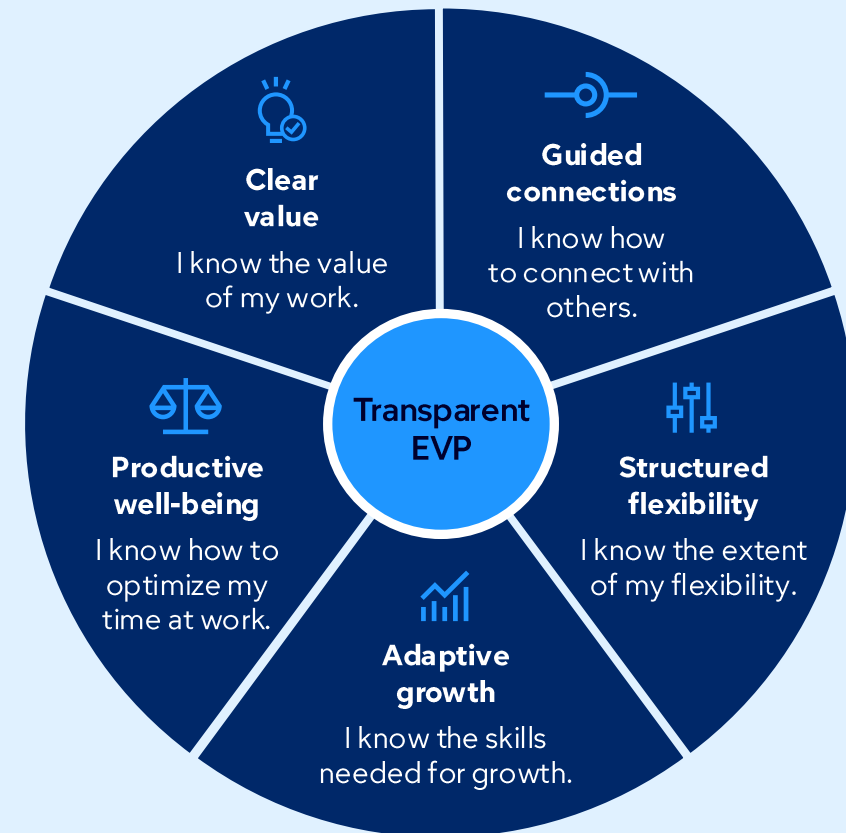 Clear
value
I know the value
of my work.
Guided
connections
I know how
to connect with
others.
Transparent
EVP
Productive
well-being
I know how to
optimize my
time at work.
Structured
flexibility
I know the extent
of my flexibility.
Adaptive
growth
I know the skills
needed for growth.